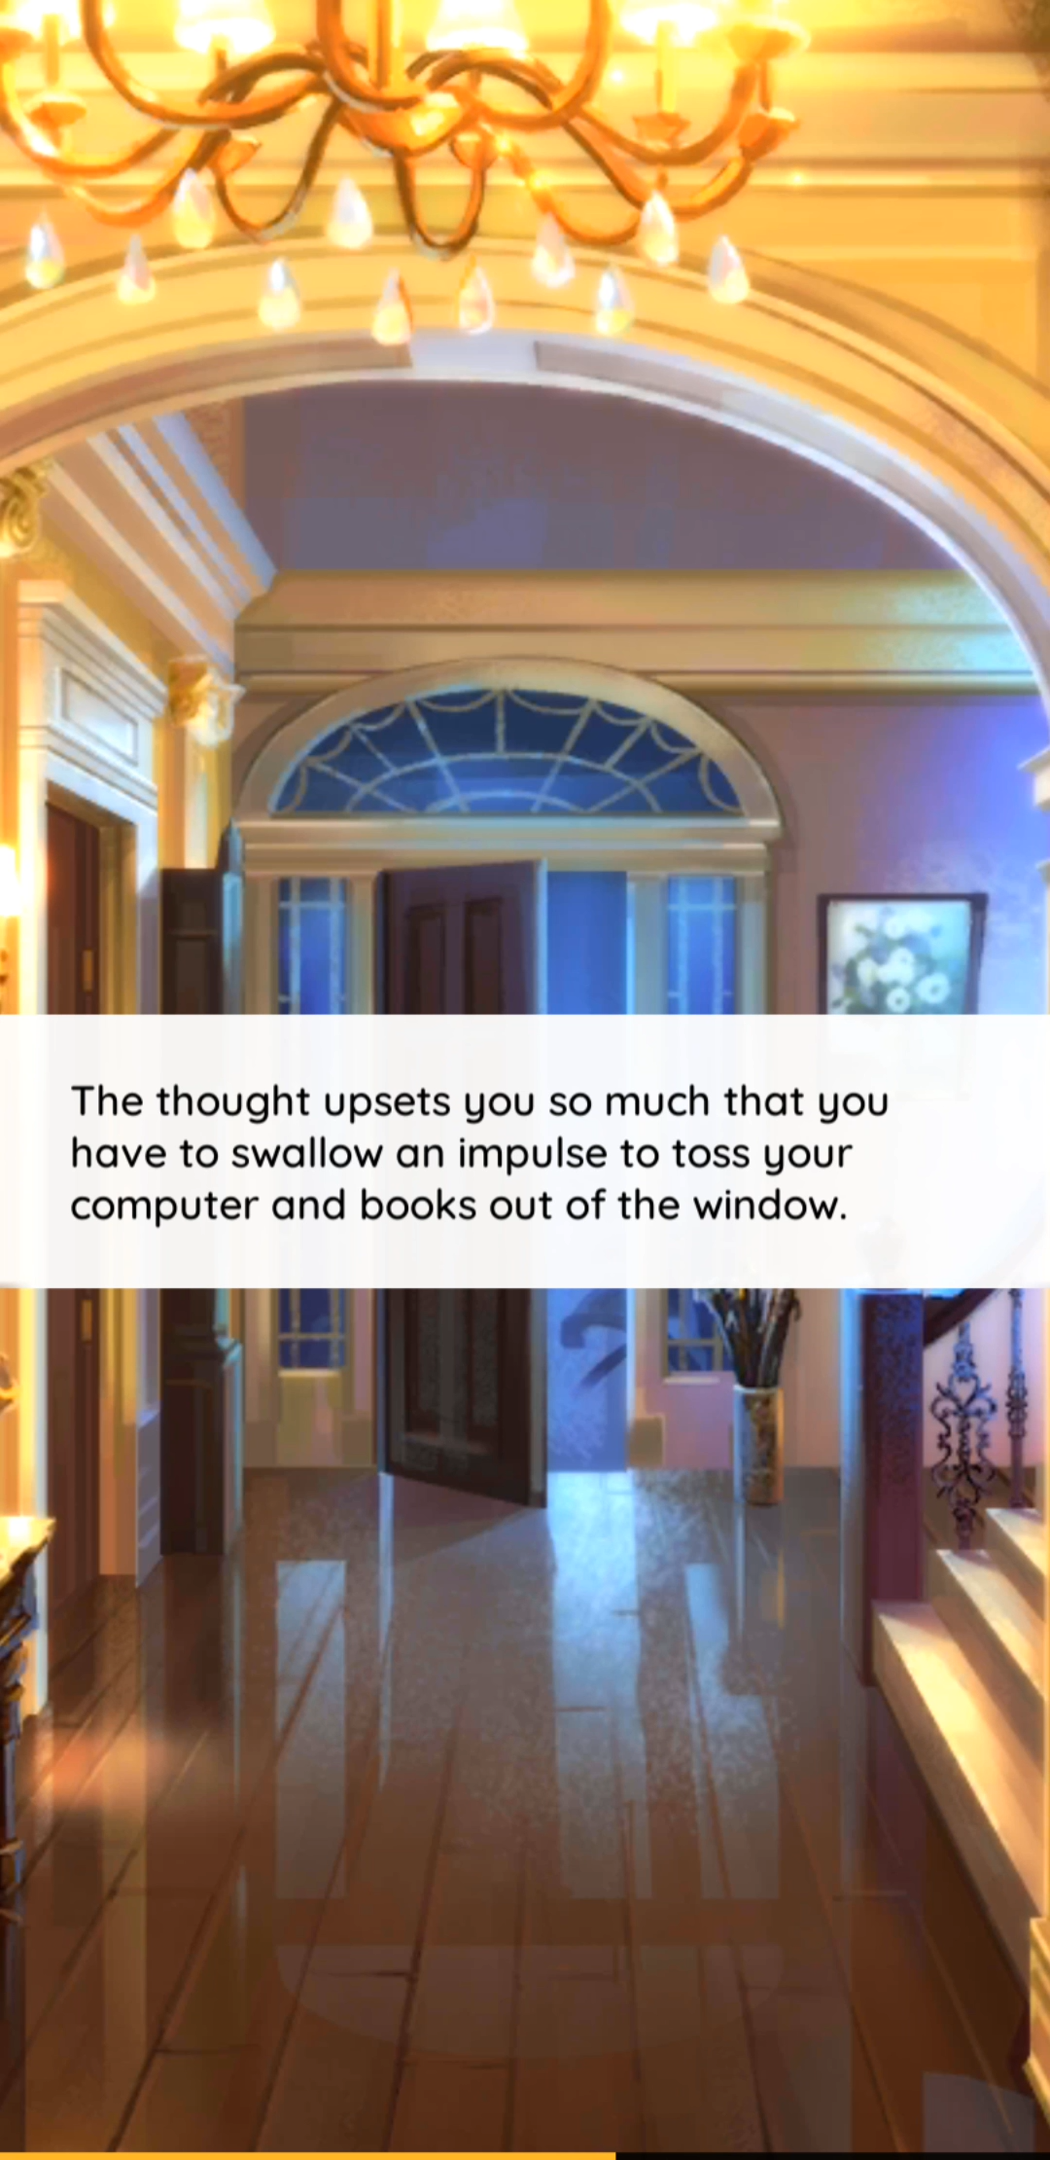 The thought upsets you so much that you
have to swallow an impulse to toss your
computer and books out of the window.